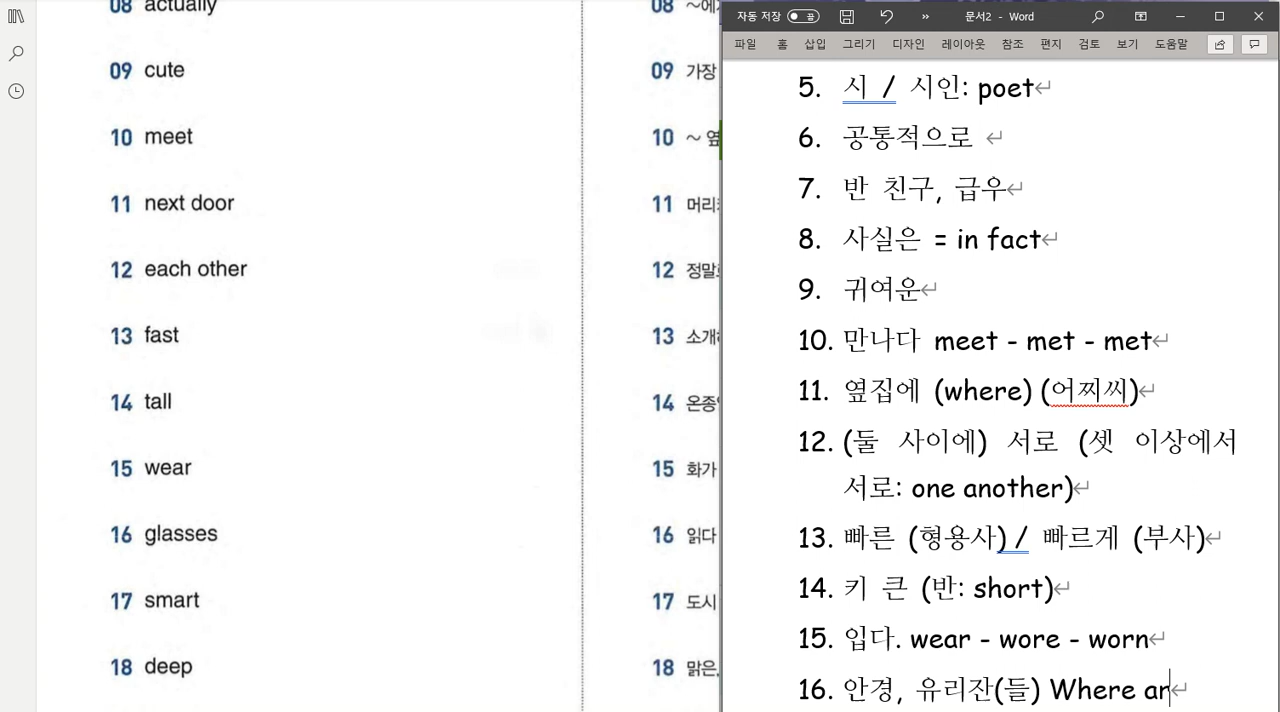 08 actually
09 cute
10 meet
11 next door
12 each other
13 fast
14 tall
15 wear
16 glasses
17 smart
18 deep
08 ~에
09 가장
10 ~ 옆
11 머리
12 정말
13 소개
14 온종
15 화가
16 읽다
17 도시
18 맑은,
자동 저장 끔 문서2 - Word
파일 홈 삽입 그리기 디자인 레이아웃 참조 편지 검토 보기 도움말
5. 시 / 시인: poet
6. 공통적으로
7. 반 친구, 급우
8. 사실은 = in fact
9. 귀여운
10. 만나다 meet - met - met
11. 옆집에 (where) (어찌씨)
12. (둘 사이에) 서로 (셋 이상에서
서로: one another)
13. 빠른 (형용사) / 빠르게 (부사)
14. 키 큰 (반: short)
15. 입다. wear - wore - worn
16. 안경, 유리잔(들) Where ar